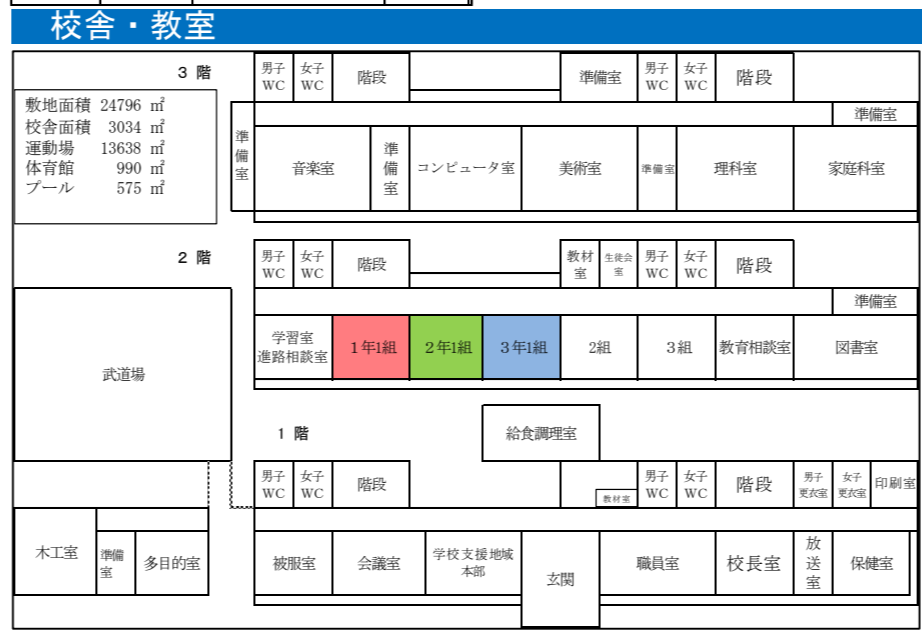 校舎・教室
3 階
敷地面積 24796 ㎡
校舎面積 3034 ㎡
運動場 13638 ㎡
体育館 990 ㎡
プール 575 ㎡
男子
WC
女子
WC
階段
準備室
男子
WC
女子
WC
階段
準備室
準備室
音楽室
準備室
コンピュータ室
美術室
準備室
理科室
家庭科室
2 階
男子
WC
女子
WC
階段
教材
室
生徒会
室
男子
WC
女子
WC
階段
準備室
武道場
学習室
進路相談室
1年1組
2年1組
3年1組
2組
3組
教育相談室
図書室
1 階
給食調理室
男子
WC
女子
WC
階段
教材室
男子
WC
女子
WC
階段
男子
更衣室
女子
更衣室
印刷室
木工室
準備
室
多目的室
被服室
会議室
学校支援地域
本部
玄関
職員室
校長室
放送室
保健室